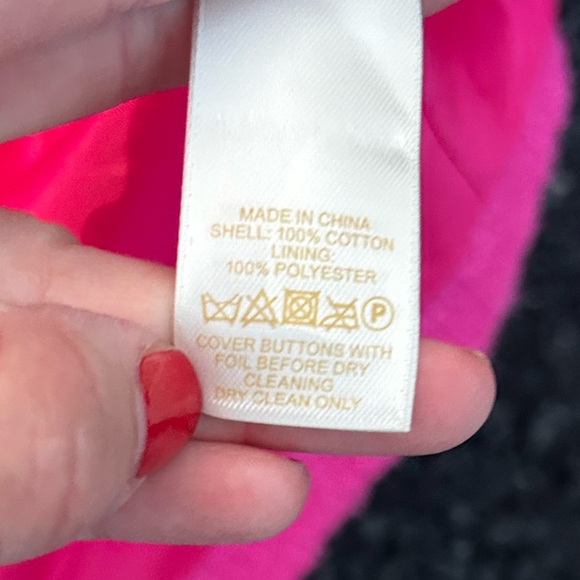 MADE IN CHINA
SHELL: 100% COTTON
LINING:
100% POLYESTER
P
COVER BUTTONS WITH
FOIL BEFORE DRY
CLEANING
DRY CLEAN ONLY